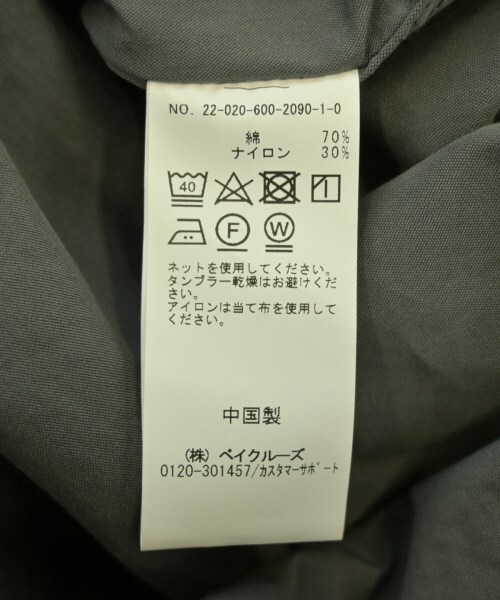 NO. 22-020-600-2090-1-0
綿 70%
ナイロン 30%
40
F W
ネットを使用してください。
タンブラー乾燥はお避けくだ
さい。
アイロンは当て布を使用して
ください。
中国製
(株) ベイクルーズ
0120-301457/カスタマーサポート